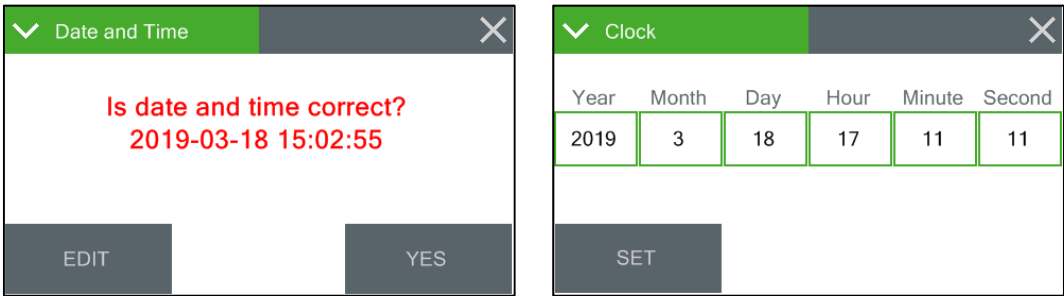 Date and Time
Is date and time correct?
2019-03-18 15:02:55
EDIT YES
Clock
Year Month Day Hour Minute Second
2019 3 18 17 11 11
SET